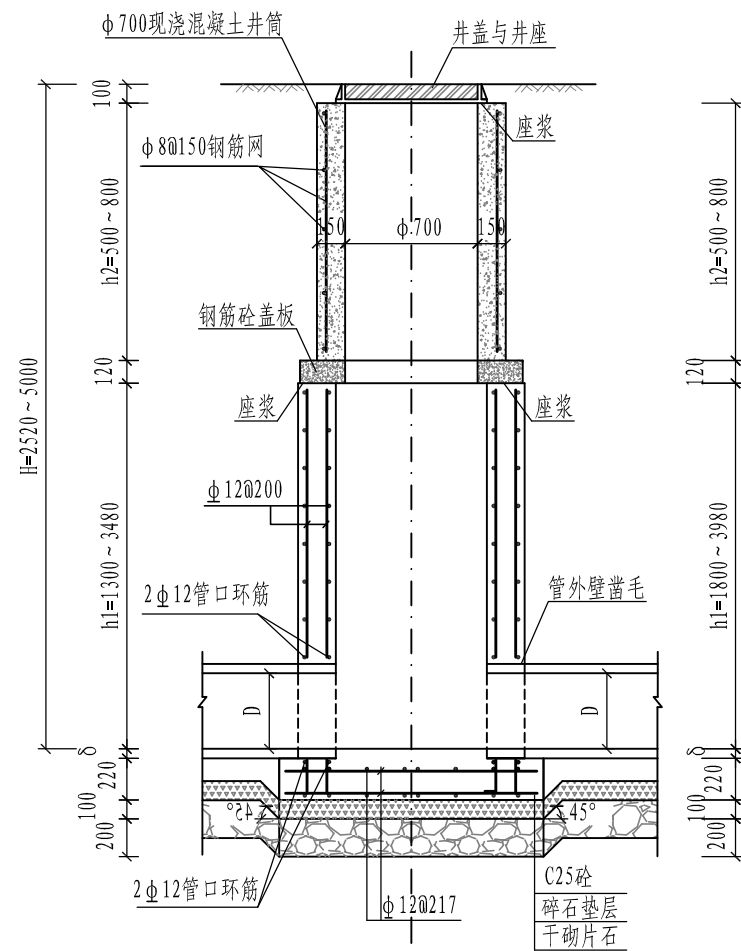 φ700现浇混凝土井筒
井盖与井座
100
座浆
φ8@150钢筋网
h2=500~800
h2=500~800
150
φ700
150
钢筋砼盖板
120
120
座浆
座浆
H=2520~5000
φ12@200
h1=1300~3480
h1=1800~3980
2φ12管口环筋
管外壁凿毛
D
D
δ
δ
220
220
100
100
45°
45°
200
200
2φ12管口环筋
φ12@217
C25砼
碎石垫层
干砌片石